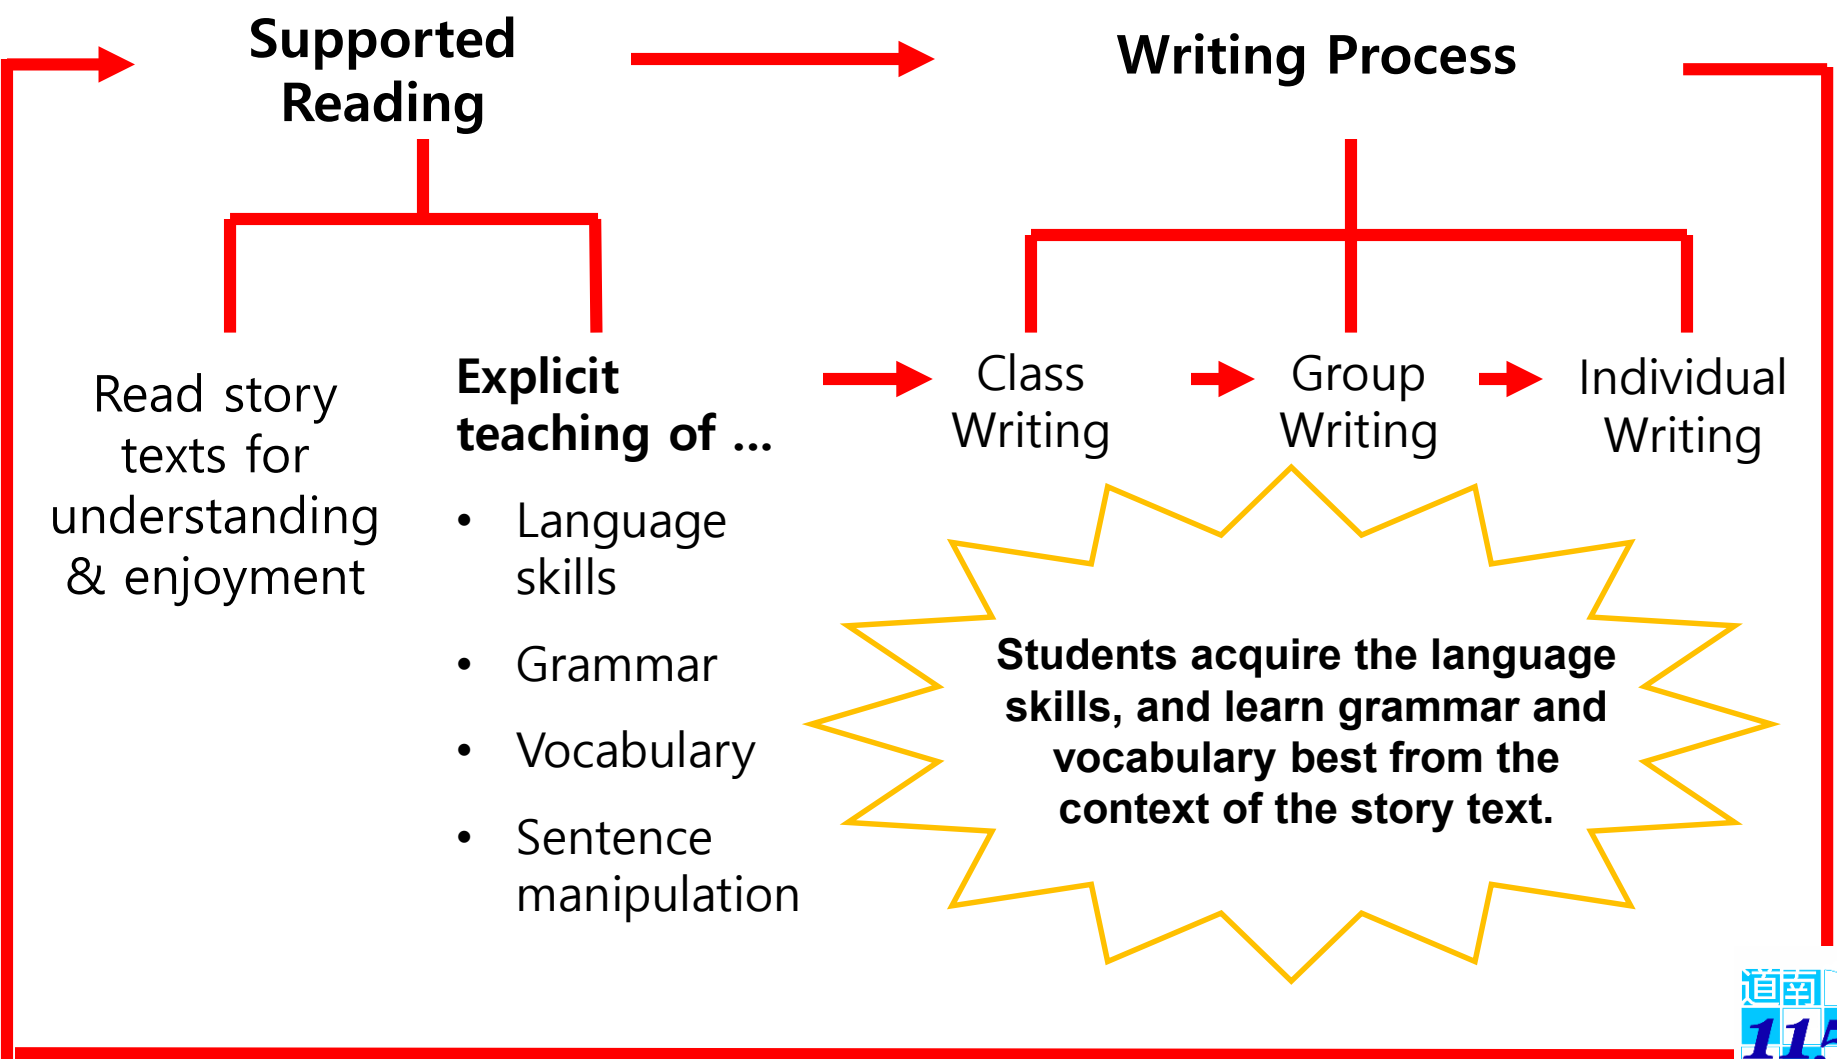 Supported
Reading
Writing Process
Read story
texts for
understanding
& enjoyment
Explicit
teaching of ...
• Language
skills
• Grammar
• Vocabulary
• Sentence
manipulation
Class
Writing
Group
Writing
Individual
Writing
Students acquire the language
skills, and learn grammar and
vocabulary best from the
context of the story text.
道南
115